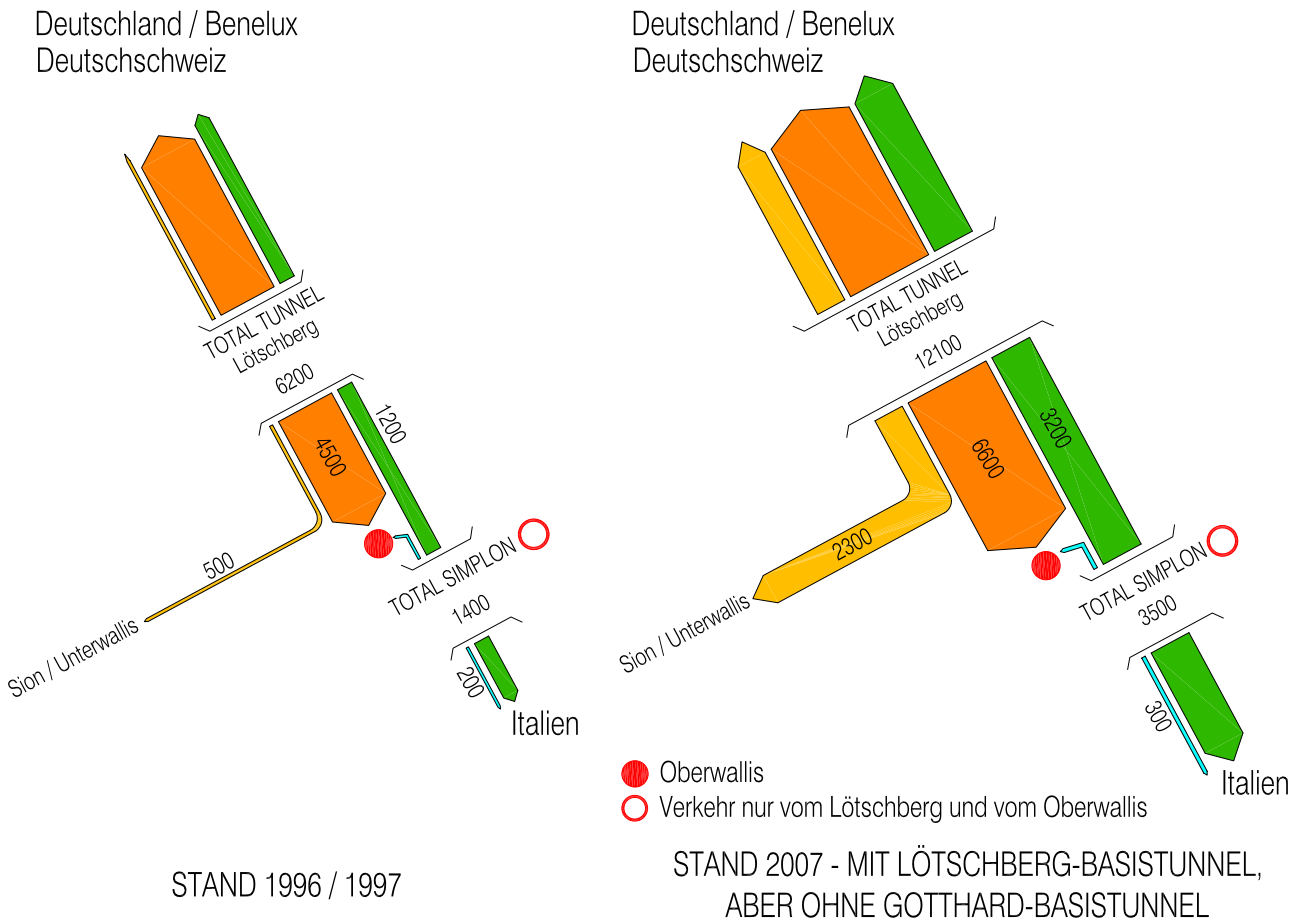 Deutschland / Benelux
Deutschschweiz
TOTAL TUNNEL
Lötschberg
6200
1200
4500
500
Sion / Unterwallis
TOTAL SIMPLON
1400
200
Italien
STAND 1996 / 1997
Deutschland / Benelux
Deutschschweiz
TOTAL TUNNEL
Lötschberg
12100
3200
6600
2300
Sion / Unterwallis
TOTAL SIMPLON
3500
300
Italien
Oberwallis
Verkehr nur vom Lötschberg und vom Oberwallis
STAND 2007 - MIT LÖTSCHBERG-BASISTUNNEL,
ABER OHNE GOTTHARD-BASISTUNNEL